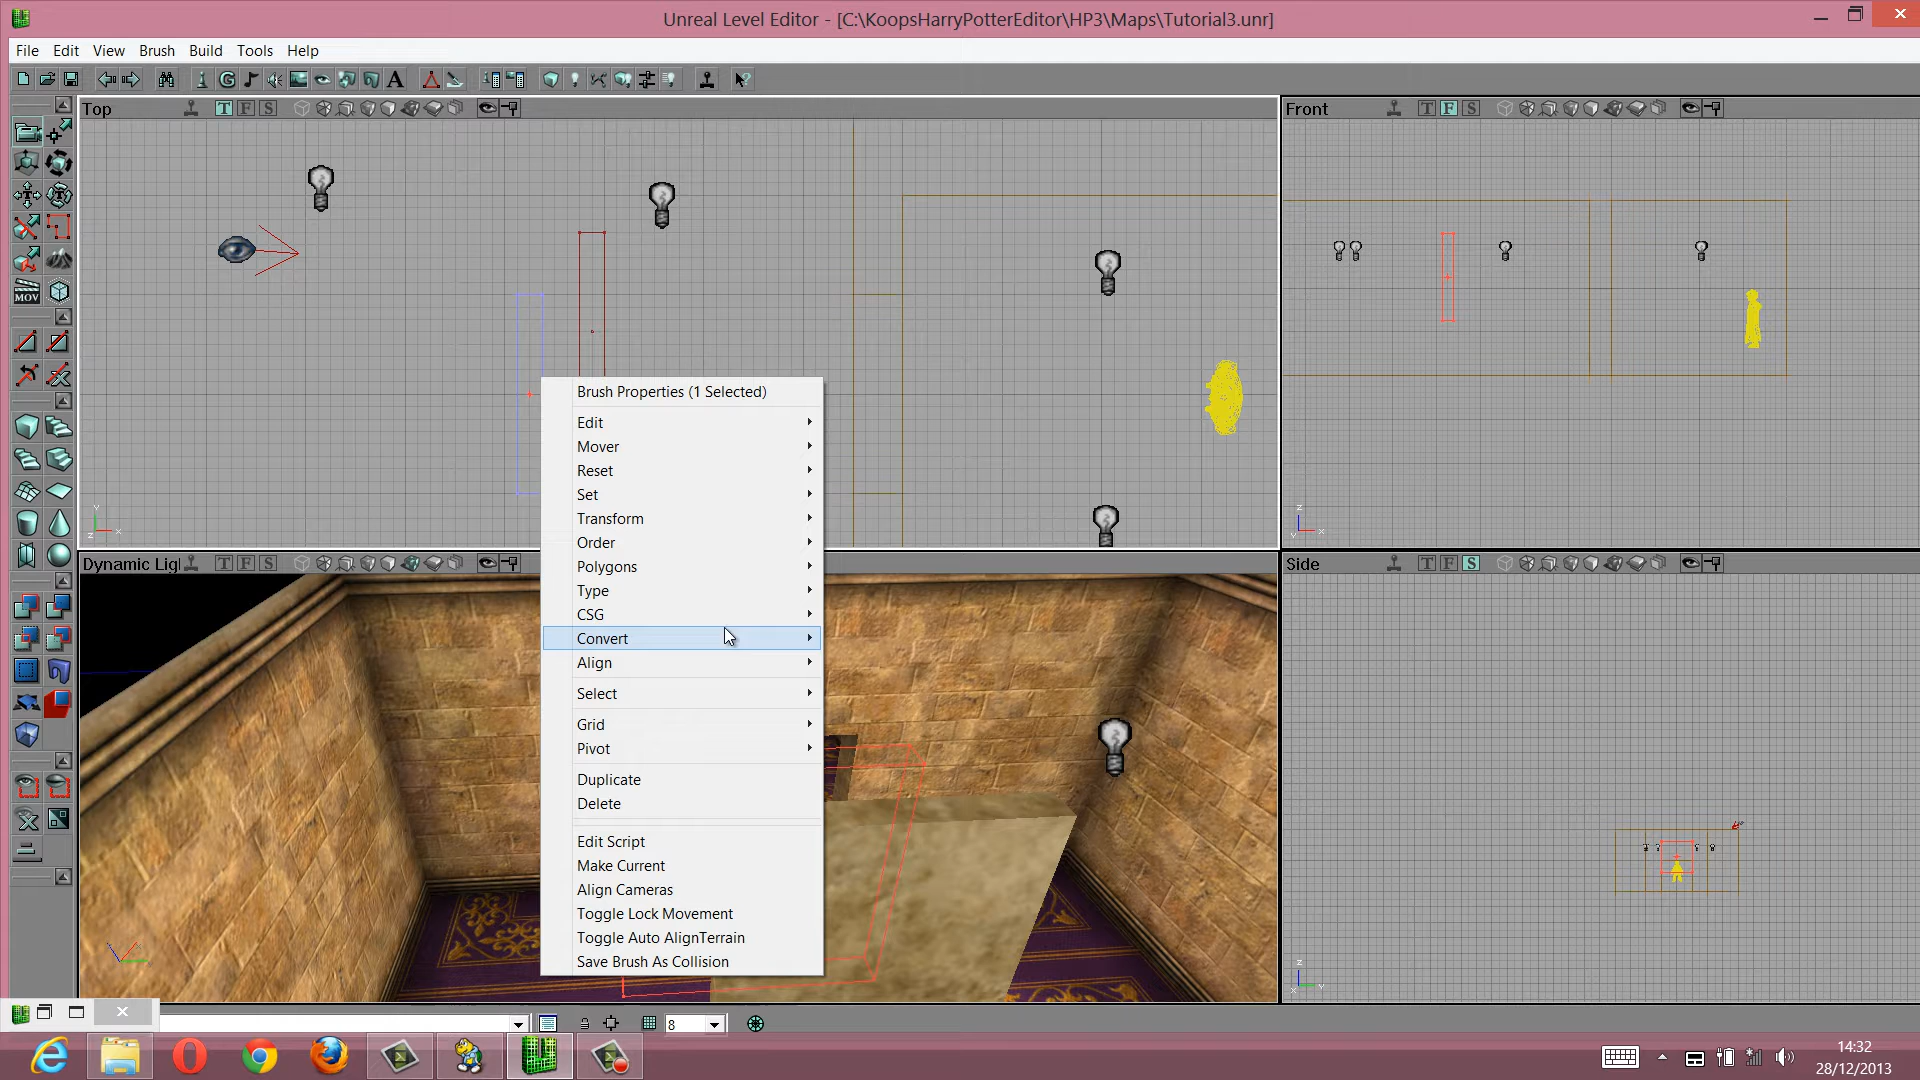 Unreal Level Editor - [C:\KoopsHarryPotterEditor\HP3\Maps\Tutorial3.unr]
File Edit View Brush Build Tools Help
Top T F S
Front T F S
MOV
Brush Properties (1 Selected)
Edit
Mover
Reset
Set
Transform
Order
Polygons
Type
CSG
Convert
Align
Select
Grid
Pivot
Duplicate
Delete
Edit Script
Make Current
Align Cameras
Toggle Lock Movement
Toggle Auto AlignTerrain
Save Brush As Collision
Dynamic Lig T F S
Side T F S
8
14:32
28/12/2013